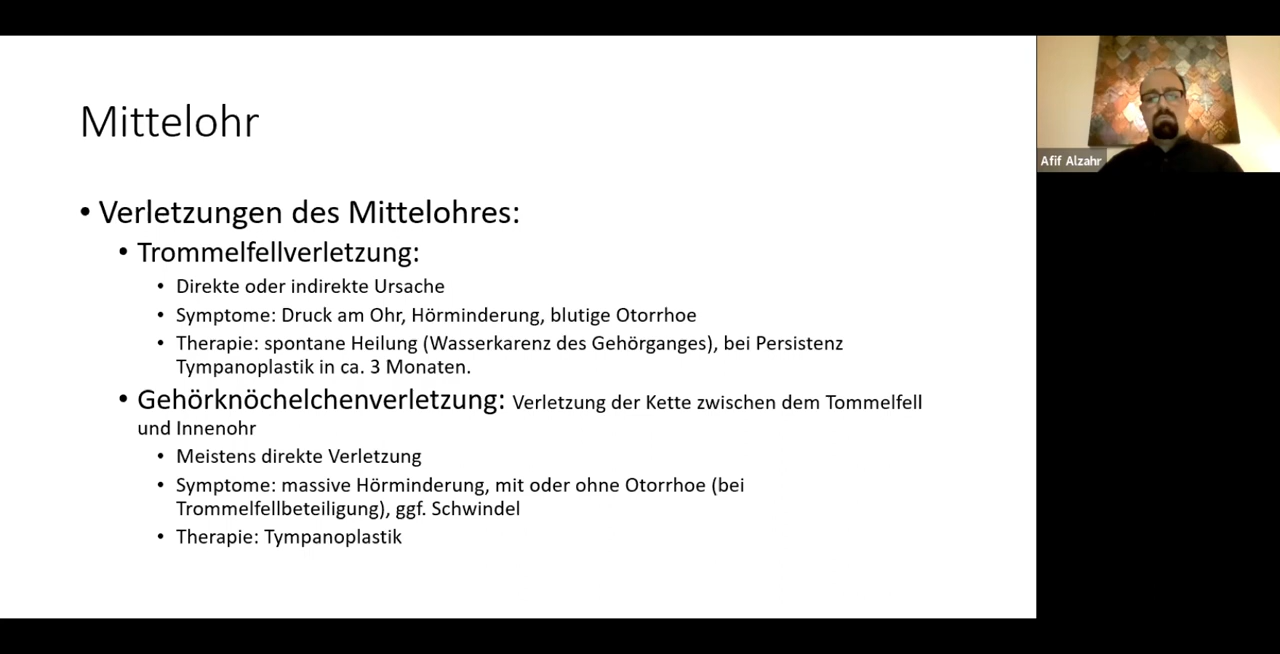 Mittelohr
• Verletzungen des Mittelohres:
• Trommelfellverletzung:
• Direkte oder indirekte Ursache
• Symptome: Druck am Ohr, Hörminderung, blutige Otorrhoe
• Therapie: spontane Heilung (Wasserkarenz des Gehörganges), bei Persistenz
Tympanoplastik in ca. 3 Monaten.
• Gehörknöchelchenverletzung: Verletzung der Kette zwischen dem Tommelfell
und Innenohr
• Meistens direkte Verletzung
• Symptome: massive Hörminderung, mit oder ohne Otorrhoe (bei
Trommelfellbeteiligung), ggf. Schwindel
• Therapie: Tympanoplastik
Afif Alzahr